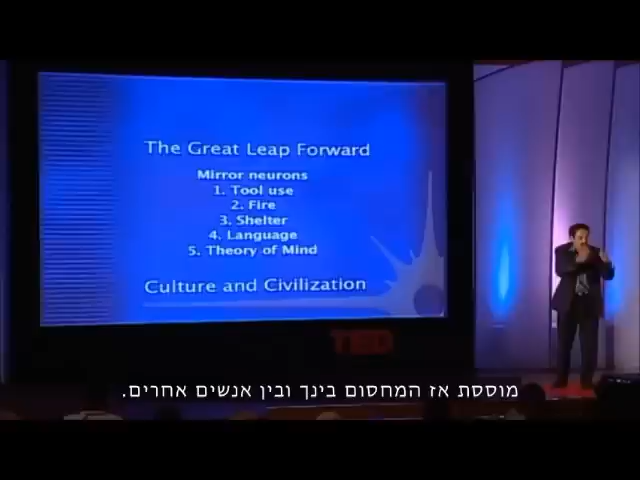 The Great Leap Forward
Mirror neurons
1. Tool use
2. Fire
3. Shelter
4. Language
5. Theory of Mind
Culture and Civilization
TED
מוססת אז המחסום בינך ובין אנשים אחרים.